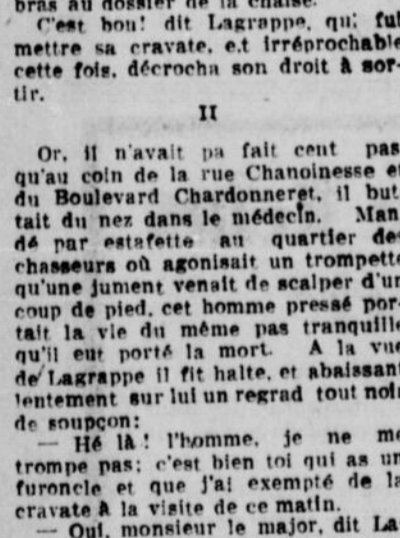 bras au dossier de la chaise.
C'est bon! dit Lagrappe, qui fut
mettre sa cravate, e.t irréprochable
cette fois, décrocha son droit à sor-
tir.
II
Or, il n'avait pa fait cent pas
qu'au coin de la rue Chanoinesse et
du Boulevard Chardonneret, il but
tait du nez dans le médecin. Man
dé par estafette au quartier des
chasseurs où agonisait un trompette
qu'une jument venait de scalper d'un
coup de pied, cet homme pressé por-
tait la vie du même pas tranquille
qu'il eut porté la mort. A la vue
de Lagrappe il fit halte, et abaissant
lentement sur lui un regrad tout noir
de soupçon:
— Hé là! l'homme, je ne me
trompe pas; c'est bien toi qui as un
furoncle et que j'ai exempté de la
cravate à la visite de ce matin.
— Oui, monsieur le major, dit La-